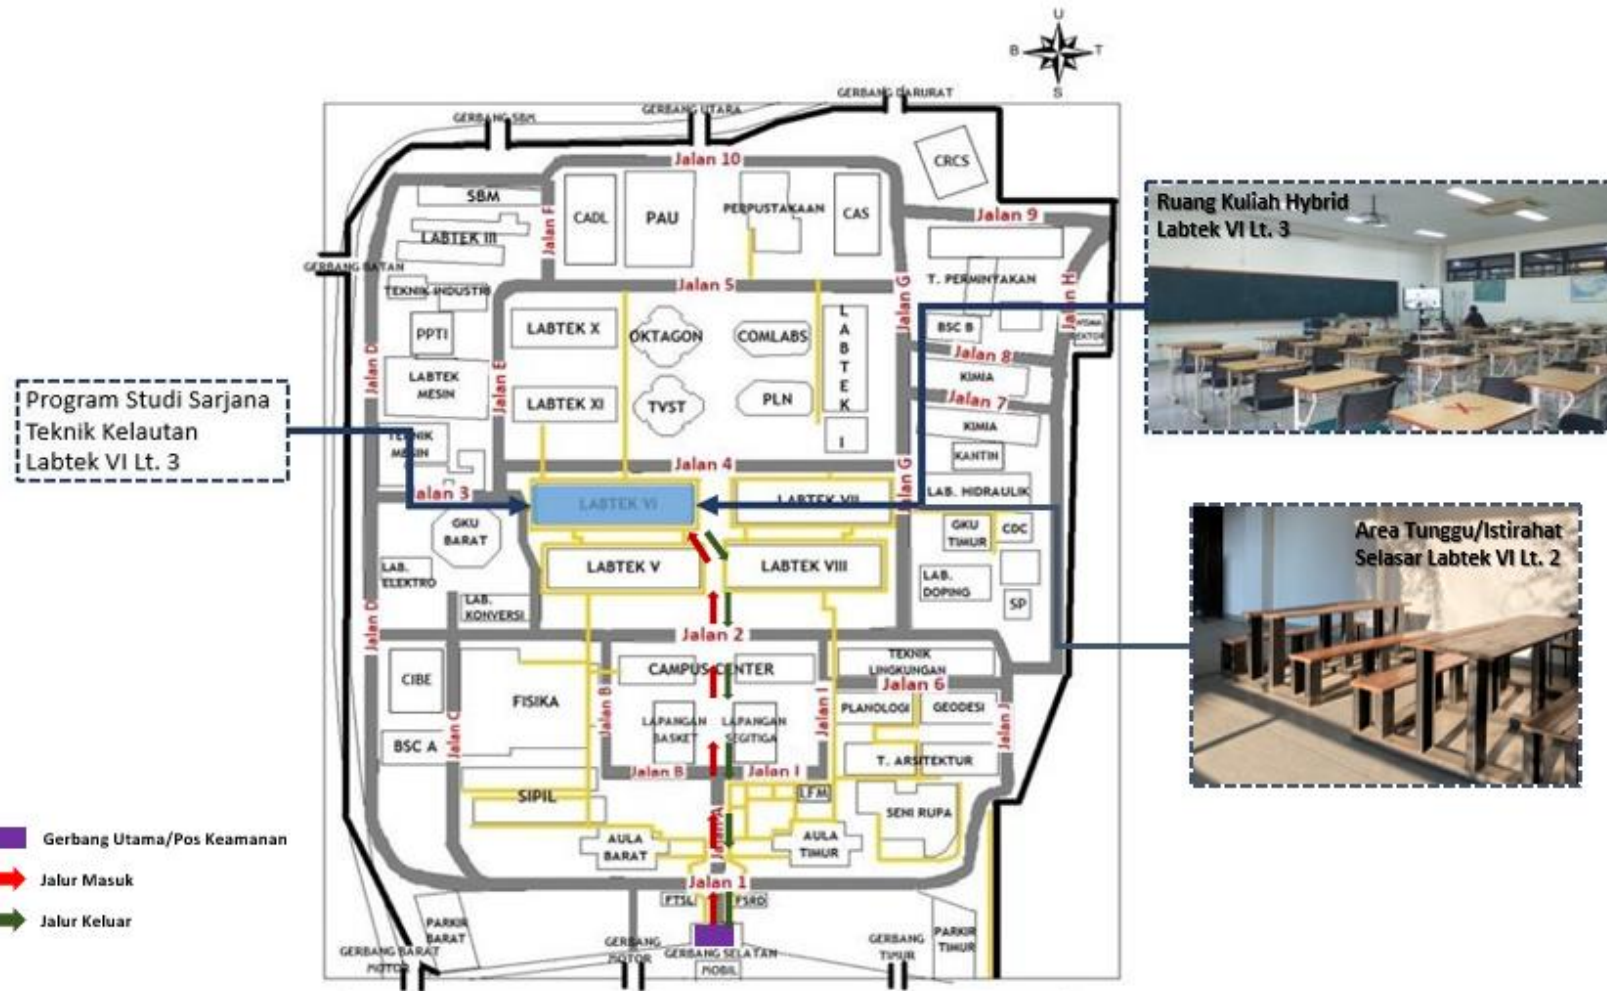 U
B
T
S
GERBANG DARURAT
GERBANG UTARA
GERBANG SBM
Jalan 10
CRCS
SBM
CADL
PAU
PERPUSTAKAAN
CAS
Jalan 9
Jalan F
LABTEK III
GERBANG BATAN
TEKNIK INDUSTRI
T. PERMINTAKAN
Jalan H
Jalan 5
Jalan G
PPTI
LABTEK X
OKTAGON
COMLABS
LABTEK I
BSC B
Jalan 8
Jalan D
Jalan E
LABTEK
MESIN
KIMIA
LABTEK XI
TVST
PLN
Jalan 7
KIMIA
TEKNIK
MESIN
KANTIN
Jalan 4
Jalan G
Jalan 3
LABTEK VI
LABTEK VII
LAB. HIDRAULIK
GKU
BARAT
GKU
TIMUR
CDC
LAB.
ELEKTRO
LABTEK V
LABTEK VIII
LAB.
DOPING
SP
LAB.
KONVERSI
Jalan D
Jalan 2
CIBE
FISIKA
CAMPUS CENTER
TEKNIK
LINGKUNGAN
Jalan 6
Jalan B
Jalan I
PLANOLOGI
GEODESI
Jalan J
LAPANGAN
BASKET
LAPANGAN
SEGITIGA
BSC A
Jalan C
T. ARSITEKTUR
Jalan B
Jalan I
SIPIL
LFM
SENI RUPA
Jalan A
AULA
BARAT
AULA
TIMUR
Jalan 1
FTSL
FSRD
PARKIR
BARAT
PARKIR
TIMUR
GERBANG BARAT
MOTOR
GERBANG
MOTOR
GERBANG SELATAN
MOBIL
GERBANG
TIMUR
Program Studi Sarjana
Teknik Kelautan
Labtek VI Lt. 3
Ruang Kuliah Hybrid
Labtek VI Lt. 3
Area Tunggu/Istirahat
Selasar Labtek VI Lt. 2
Gerbang Utama/Pos Keamanan
Jalur Masuk
Jalur Keluar